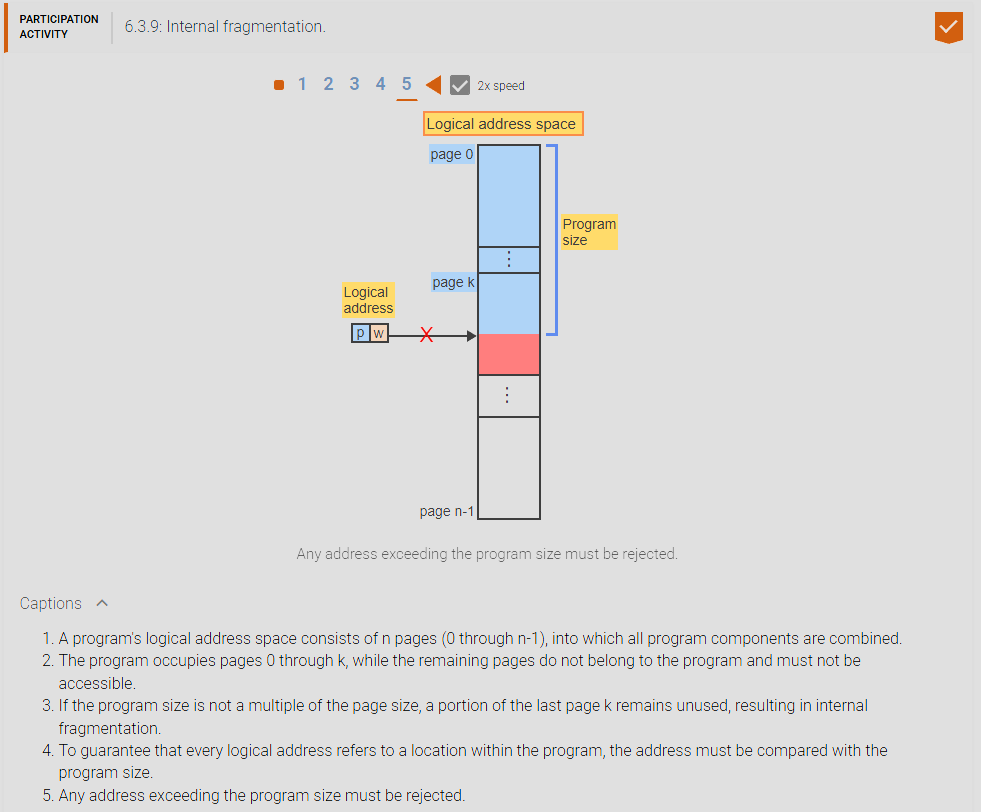 PARTICIPATION
ACTIVITY
6.3.9: Internal fragmentation.
1 2 3 4 5 2x speed
Logical address space
page 0
Program
size
⋮
page k
Logical
address
p w
X
⋮
page n-1
Any address exceeding the program size must be rejected.
Captions
1. A program's logical address space consists of n pages (0 through n-1), into which all program components are combined.
2. The program occupies pages 0 through k, while the remaining pages do not belong to the program and must not be
accessible.
3. If the program size is not a multiple of the page size, a portion of the last page k remains unused, resulting in internal
fragmentation.
4. To guarantee that every logical address refers to a location within the program, the address must be compared with the
program size.
5. Any address exceeding the program size must be rejected.